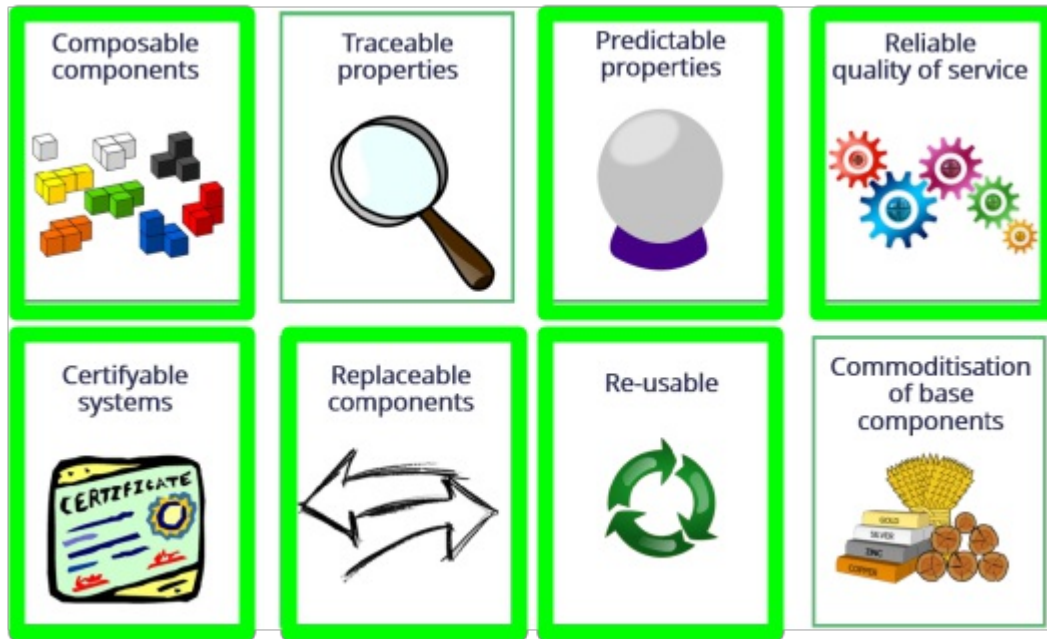 Composable
components
Traceable
properties
Predictable
properties
Reliable
quality of service
Certifyable
systems
CERTIFICATE
Replaceable
components
Re-usable
Commoditisation
of base
components
GOLD
SILVER
ZINC
COPPER